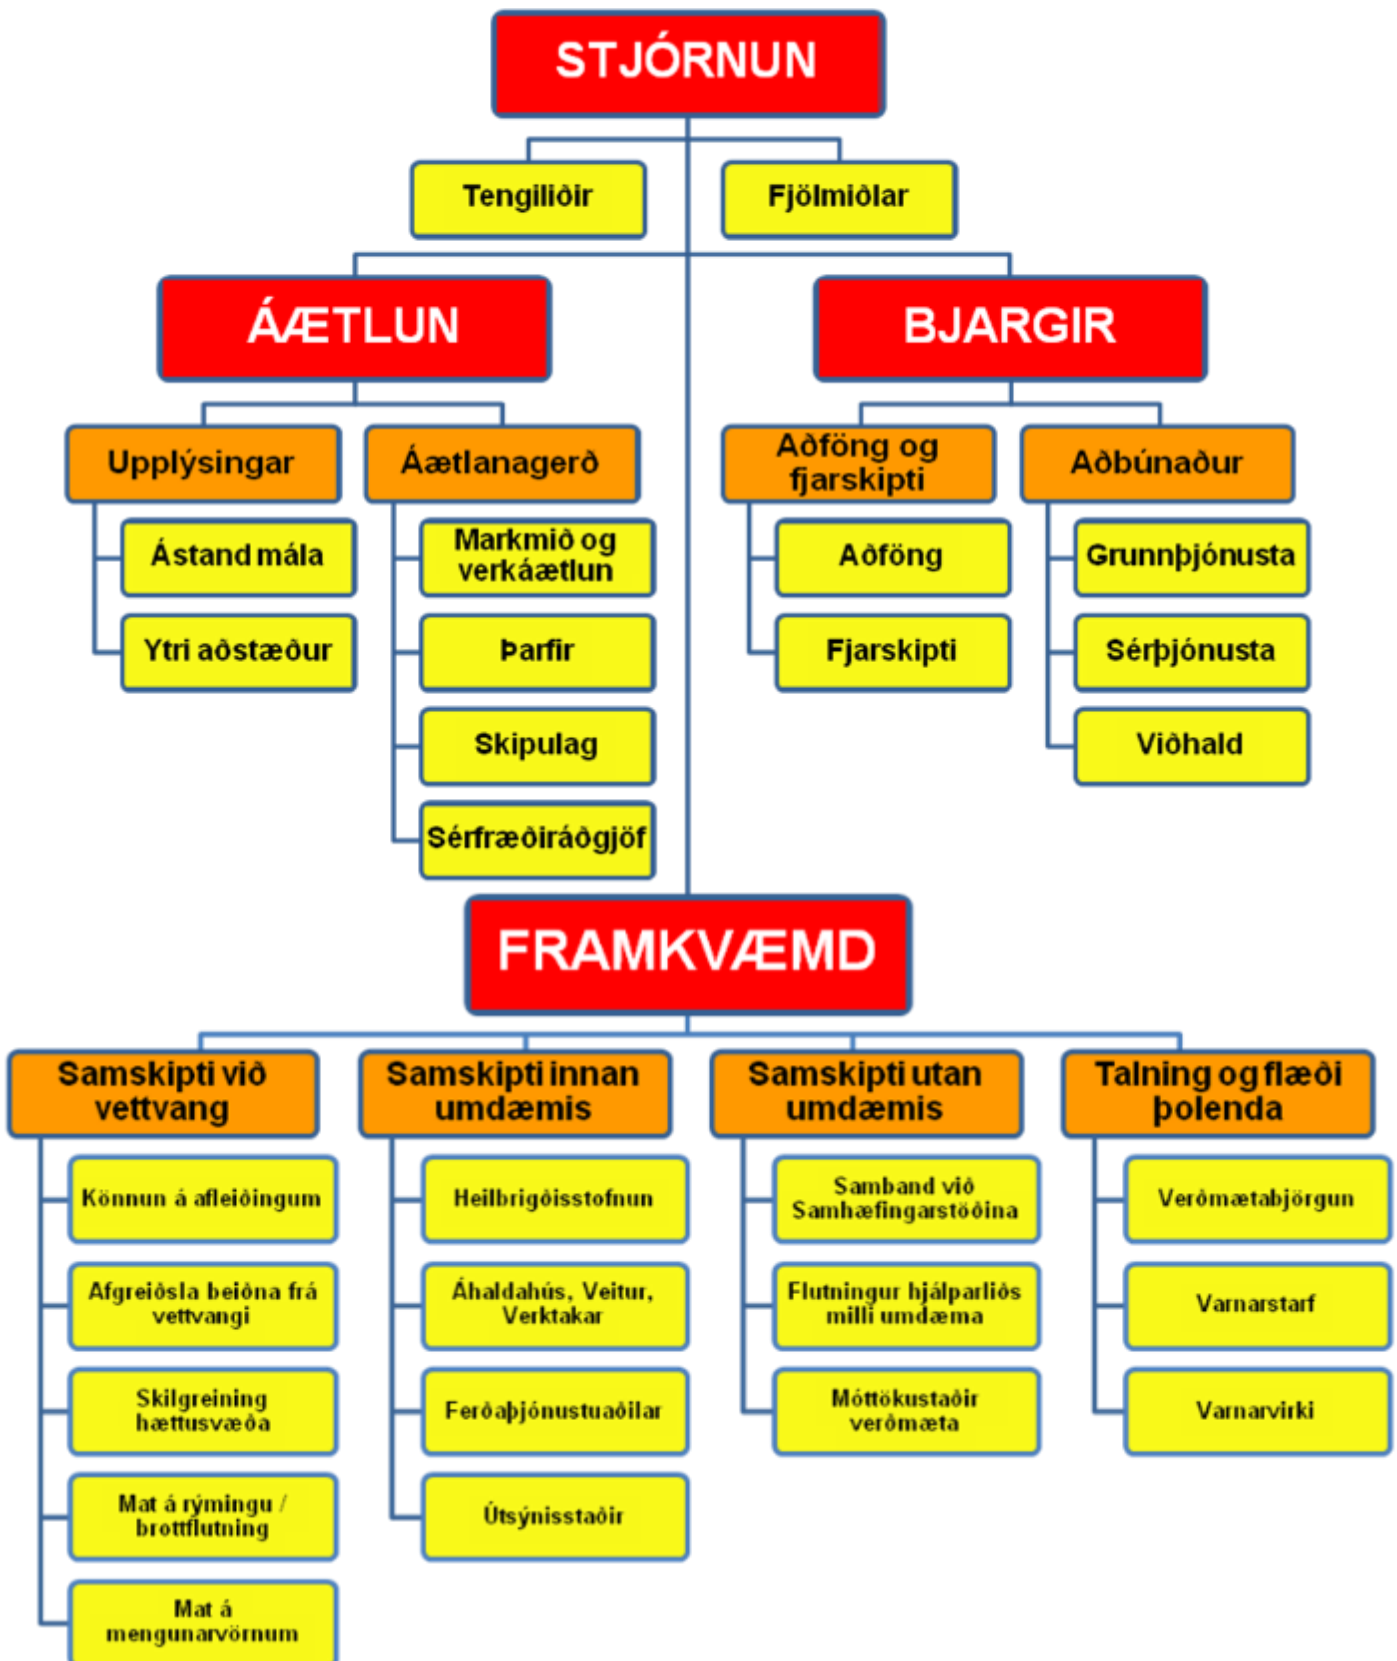 STJÓRNUN
Tengiliðir
Fjölmiðlar
ÁÆTLUN
BJARGIR
Upplýsingar
Ástand mála
Ytri aðstæður
Áætlanagerð
Markmið og
verkáætlun
Þarfir
Skipulag
Sérfræðiráðgjöf
Aðföng og
fjarskipti
Aðföng
Fjarskipti
Aðbúnaður
Grunnþjónusta
Sérþjónusta
Viðhald
FRAMKVÆMD
Samskipti við
vettvang
Könnun á afleiðingum
Afgreiðsla beiðna frá
vettvangi
Skilgreining
hættusvæða
Mat á rýmingu /
brottflutning
Mat á
mengunarvörnum
Samskipti innan
umdæmis
Heilbrigðisstofnun
Áhaldahús, Veitur,
Verktakar
Ferðaþjónustuaðilar
Útsýnisstaðir
Samskipti utan
umdæmis
Samband við
Samhæfingarstöðina
Flutningur hjálparliðs
milli umdæma
Móttökustaðir
verðmæta
Talning og flæði
þolenda
Verðmætabjörgun
Varnarstarf
Varnarvirki